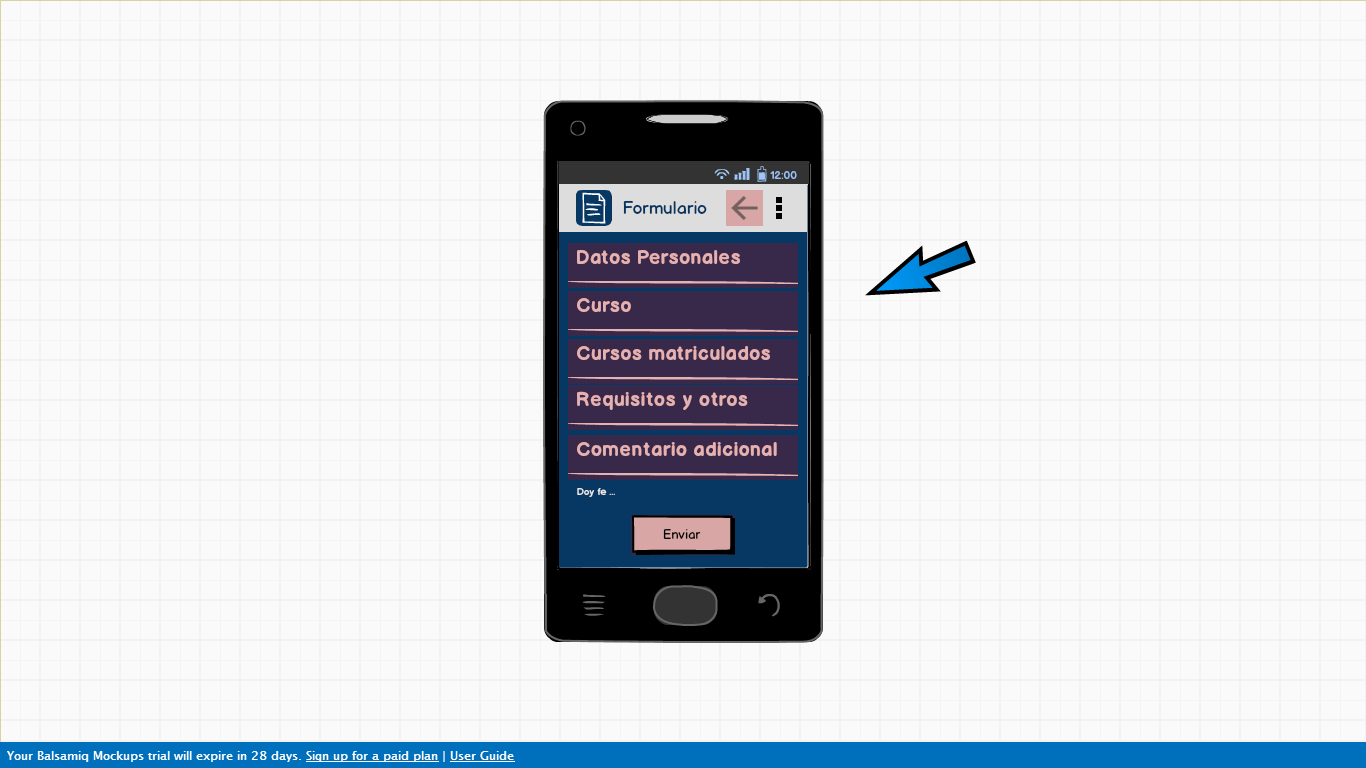 12:00
Formulario
Datos Personales
Curso
Cursos matriculados
Requisitos y otros
Comentario adicional
Doy fe ...
Enviar
Your Balsamiq Mockups trial will expire in 28 days. Sign up for a paid plan | User Guide